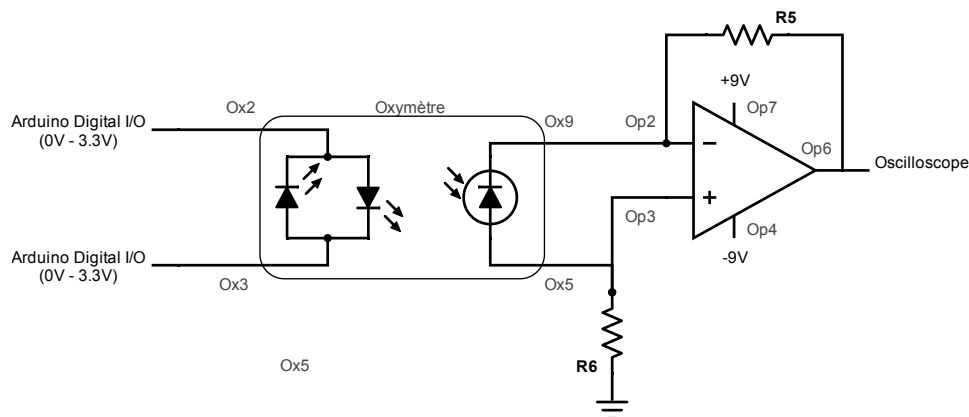 R5
+9V
Op7
Ox2
Oxymètre
Ox9
Op2
Arduino Digital I/O
(0V - 3.3V)
−
Op6
Oscilloscope
+
Op3
Op4
-9V
Arduino Digital I/O
(0V - 3.3V)
Ox3
Ox5
R6
Ox5